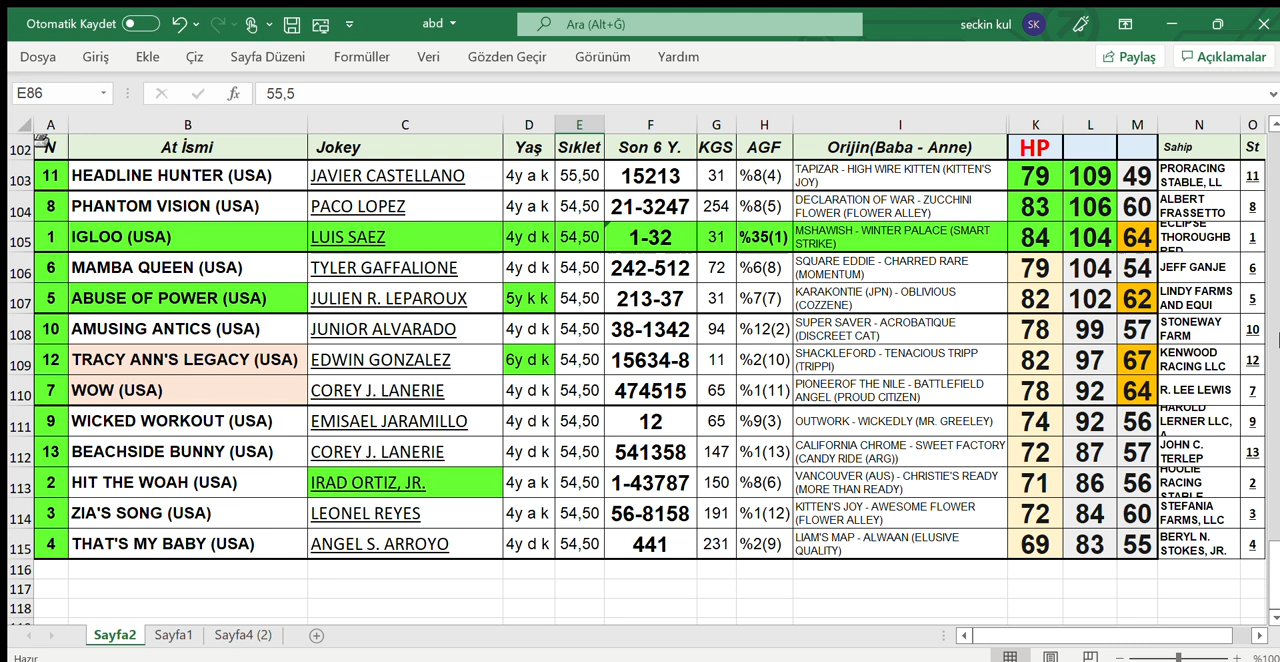 Otomatik Kaydet
abd
Ara (Alt+Ğ)
seckin kul
SK
Dosya Giriş Ekle Çiz Sayfa Düzeni Formüller Veri Gözden Geçir Görünüm Yardım
Paylaş Açıklamalar
E86 fx 55,5
A B C D E F G H I K L M N O
102 N At İsmi Jokey Yaş Sıklet Son 6 Y. KGS AGF Orijin(Baba - Anne) HP Sahip St
103 11 HEADLINE HUNTER (USA) JAVIER CASTELLANO 4y a k 55,50 15213 31 %8(4) TAPIZAR - HIGH WIRE KITTEN (KITTEN'S JOY) 79 109 49 PRORACING STABLE, LL 11
104 8 PHANTOM VISION (USA) PACO LOPEZ 4y a k 54,50 21-3247 254 %8(5) DECLARATION OF WAR - ZUCCHINI FLOWER (FLOWER ALLEY) 83 106 60 ALBERT FRASSETTO 8
105 1 IGLOO (USA) LUIS SAEZ 4y d k 54,50 1-32 31 %35(1) MSHAWISH - WINTER PALACE (SMART STRIKE) 84 104 64 ECLIPSE THOROUGHB RED 1
106 6 MAMBA QUEEN (USA) TYLER GAFFALIONE 4y d k 54,50 242-512 72 %6(8) SQUARE EDDIE - CHARRED RARE (MOMENTUM) 79 104 54 JEFF GANJE 6
107 5 ABUSE OF POWER (USA) JULIEN R. LEPAROUX 5y k k 54,50 213-37 31 %7(7) KARAKONTIE (JPN) - OBLIVIOUS (COZZENE) 82 102 62 LINDY FARMS AND EQUI 5
108 10 AMUSING ANTICS (USA) JUNIOR ALVARADO 4y d k 54,50 38-1342 94 %12(2) SUPER SAVER - ACROBATIQUE (DISCREET CAT) 78 99 57 STONEWAY FARM 10
109 12 TRACY ANN'S LEGACY (USA) EDWIN GONZALEZ 6y d k 54,50 15634-8 11 %2(10) SHACKLEFORD - TENACIOUS TRIPP (TRIPPI) 82 97 67 KENWOOD RACING LLC 12
110 7 WOW (USA) COREY J. LANERIE 4y d k 54,50 474515 65 %1(11) PIONEEROF THE NILE - BATTLEFIELD ANGEL (PROUD CITIZEN) 78 92 64 R. LEE LEWIS 7
111 9 WICKED WORKOUT (USA) EMISAEL JARAMILLO 4y d k 54,50 12 65 %9(3) OUTWORK - WICKEDLY (MR. GREELEY) 74 92 56 HAROLD LERNER LLC, 9
112 13 BEACHSIDE BUNNY (USA) COREY J. LANERIE 4y d k 54,50 541358 147 %1(13) CALIFORNIA CHROME - SWEET FACTORY (CANDY RIDE (ARG)) 72 87 57 JOHN C. TERLEP 13
113 2 HIT THE WOAH (USA) IRAD ORTIZ, JR. 4y a k 54,50 1-43787 150 %8(6) VANCOUVER (AUS) - CHRISTIE'S READY (MORE THAN READY) 71 86 56 HOOLIE RACING STABLE 2
114 3 ZIA'S SONG (USA) LEONEL REYES 4y a k 54,50 56-8158 191 %1(12) KITTEN'S JOY - AWESOME FLOWER (FLOWER ALLEY) 72 84 60 STEFANIA FARMS, LLC 3
115 4 THAT'S MY BABY (USA) ANGEL S. ARROYO 4y d k 54,50 441 231 %2(9) LIAM'S MAP - ALWAAN (ELUSIVE QUALITY) 69 83 55 BERYL N. STOKES, JR. 4
116
117
118
Sayfa2 Sayfa1 Sayfa4 (2)
Hazır %100